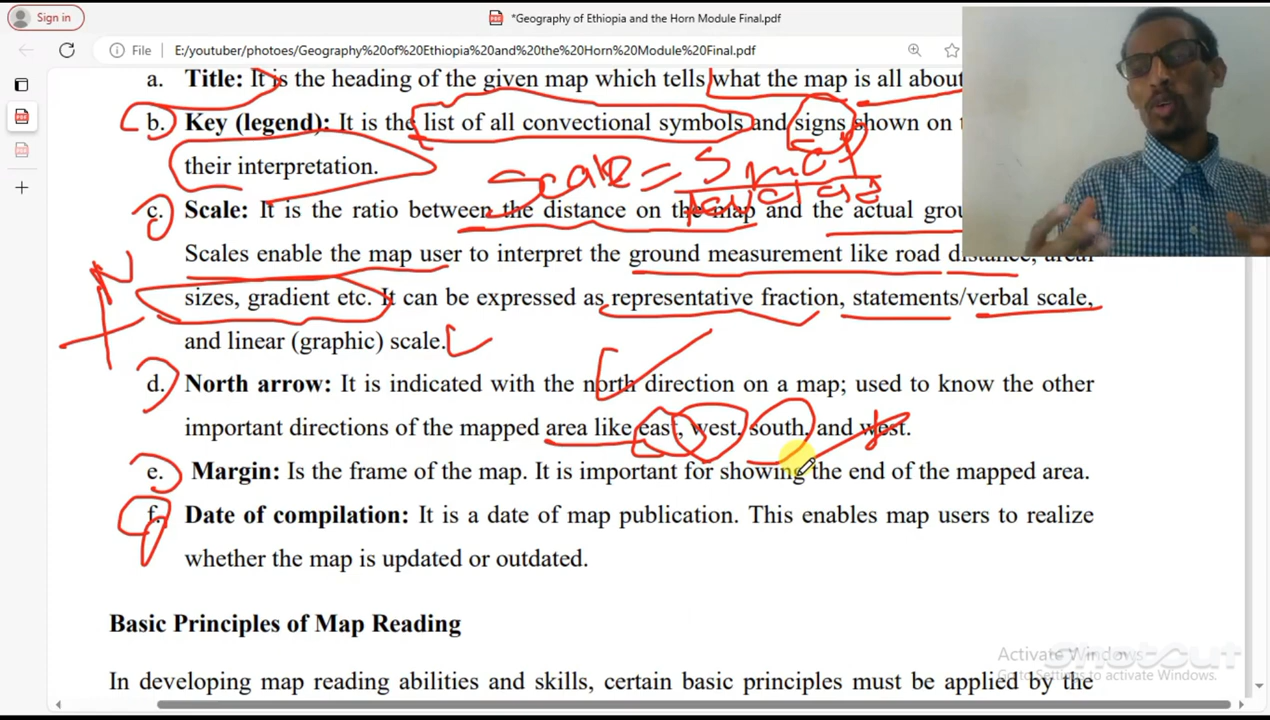 Sign in
*Geography of Ethiopia and the Horn Module Final.pdf
File
E:/youtuber/photoes/Geography%20of%20Ethiopia%20and%20the%20Horn%20Module%20Final.pdf
a. Title: It is the heading of the given map which tells what the map is all about
b. Key (legend): It is the list of all convectional symbols and signs shown on
their interpretation.
Scale =
c. Scale: It is the ratio between the distance on the map and the actual
Scales enable the map user to interpret the ground measurement like road distance, areal
N
sizes, gradient etc. It can be expressed as representative fraction, statements/verbal scale,
and linear (graphic) scale.
d. North arrow: It is indicated with the north direction on a map; used to know the other
important directions of the mapped area like east, west, south, and west.
e. Margin: Is the frame of the map. It is important for showing the end of the mapped area.
f. Date of compilation: It is a date of map publication. This enables map users to realize
whether the map is updated or outdated.
Basic Principles of Map Reading
Activate Windows
Go to Settings to activate Windows.
shotcut
In developing map reading abilities and skills, certain basic principles must be applied by the